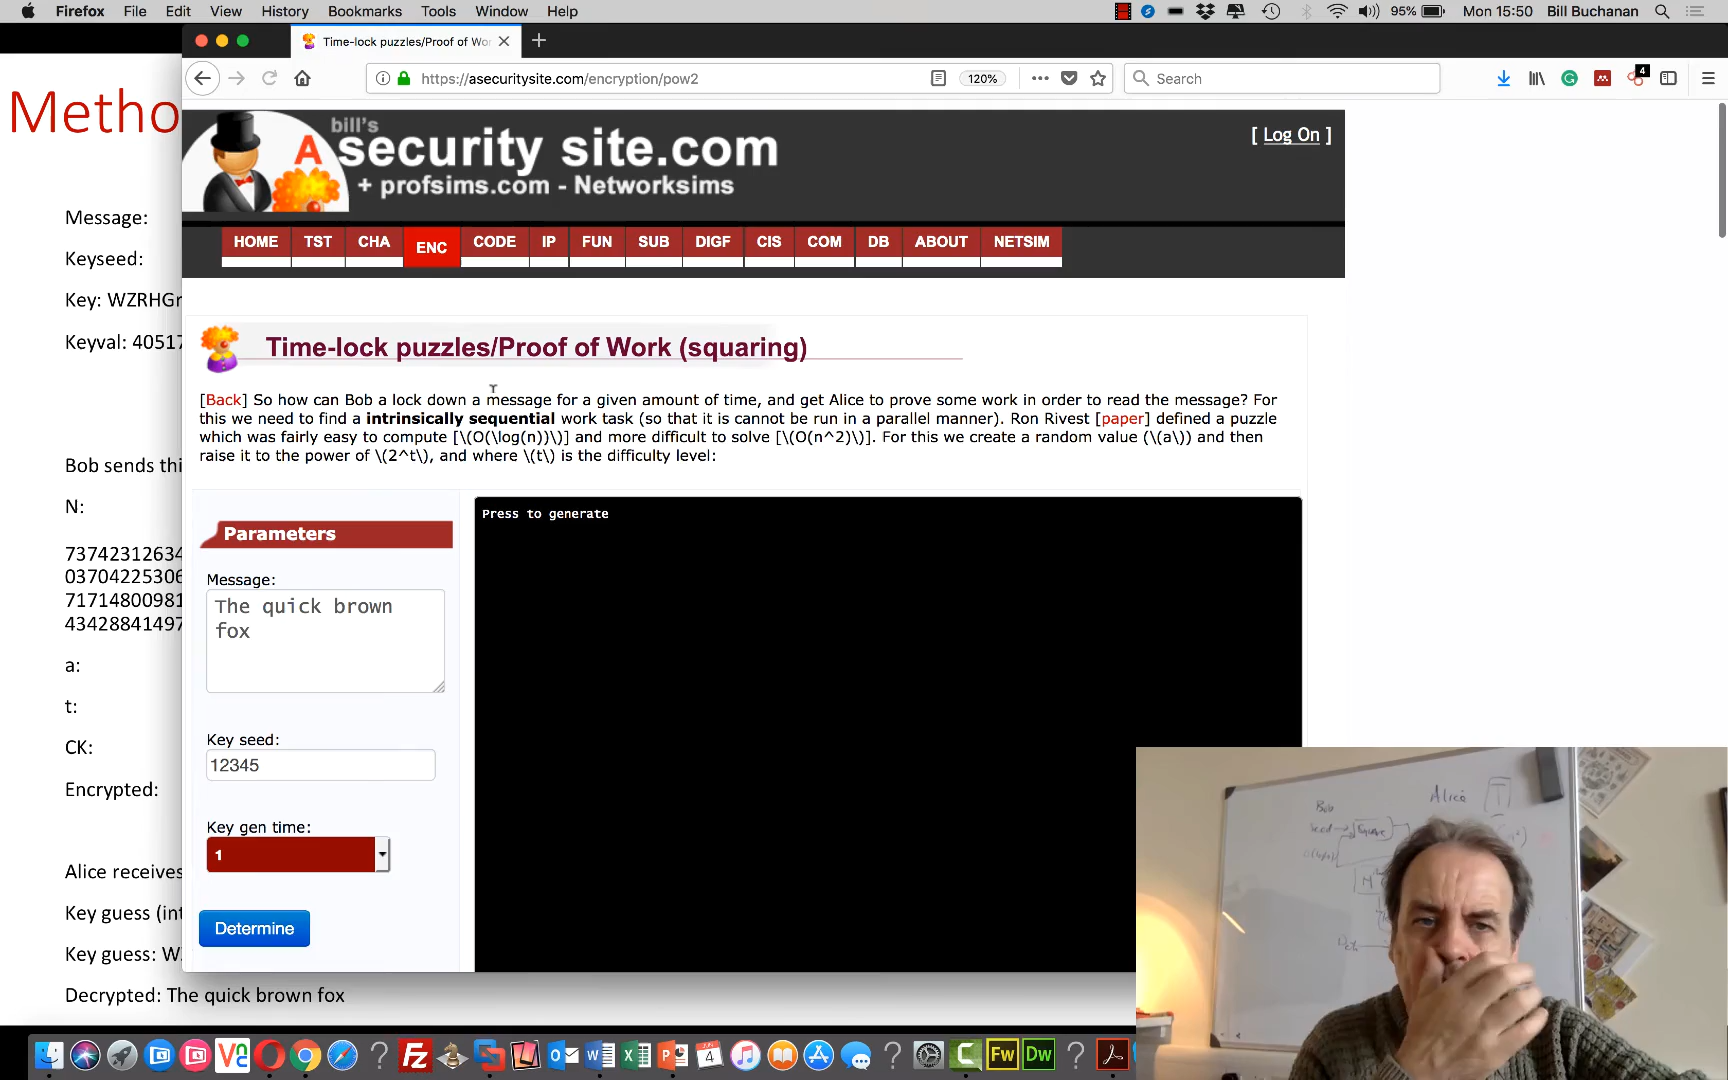 Firefox File Edit View History Bookmarks Tools Window Help
95% Mon 15:50 Bill Buchanan
Time-lock puzzles/Proof of Wor
https://asecuritysite.com/encryption/pow2
120%
Search
4
Metho
Message:
Keyseed:
Key: WZRHGr
Keyval: 40517
Bob sends thi
N:
73742312634
03704225306
71714800981
43428841497
a:
t:
CK:
Encrypted:
Alice receives
Key guess (int
Key guess: W
Decrypted: The quick brown fox
bill's
A security site.com
+ profsims.com - Networksims
[ Log On ]
HOME TST CHA ENC CODE IP FUN SUB DIGF CIS COM DB ABOUT NETSIM
Time-lock puzzles/Proof of Work (squaring)
[Back] So how can Bob a lock down a message for a given amount of time, and get Alice to prove some work in order to read the message? For
this we need to find a intrinsically sequential work task (so that it is cannot be run in a parallel manner). Ron Rivest [paper] defined a puzzle
which was fairly easy to compute [\(O(\log(n))\)] and more difficult to solve [\(O(n^2)\)]. For this we create a random value (\(a\)) and then
raise it to the power of \(2^t\), and where \(t\) is the difficulty level:
Parameters
Message:
The quick brown
fox
Key seed:
12345
Key gen time:
1
Determine
Press to generate
Bob
Alice
T
JUN
4
Fw
Dw